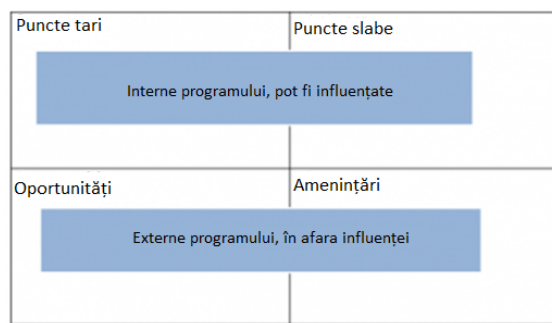 Puncte tari
Puncte slabe
Interne programului, pot fi influențate
Oportunități
Amenințări
Externe programului, în afara influenței